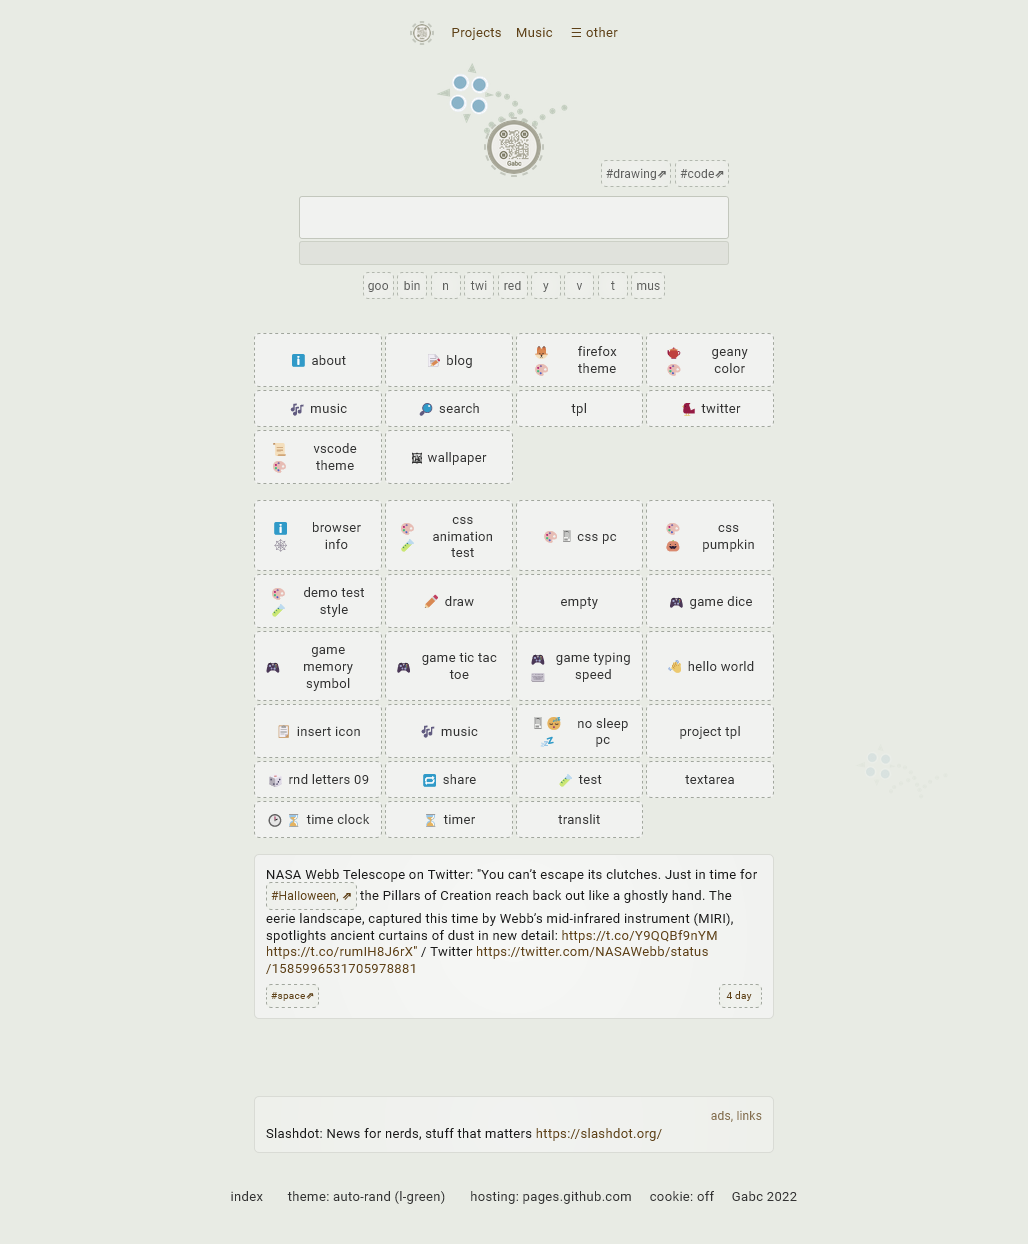 Projects Music ☰ other
Gabc
#drawing⇗ #code⇗
goo bin n twi red y v t mus
about
blog
firefox
theme
geany
color
music
search
tpl
twitter
vscode
theme
wallpaper
browser
info
css
animation
test
css pc
css
pumpkin
demo test
style
draw
empty
game dice
game
memory
symbol
game tic tac
toe
game typing
speed
hello world
insert icon
music
no sleep
pc
project tpl
rnd letters 09
share
test
textarea
time clock
timer
translit
NASA Webb Telescope on Twitter: "You can’t escape its clutches. Just in time for
#Halloween, ⇗ the Pillars of Creation reach back out like a ghostly hand. The
eerie landscape, captured this time by Webb’s mid-infrared instrument (MIRI),
spotlights ancient curtains of dust in new detail: https://t.co/Y9QQBf9nYM
https://t.co/rumIH8J6rX" / Twitter https://twitter.com/NASAWebb/status
/1585996531705978881
#space⇗ 4 day
ads, links
Slashdot: News for nerds, stuff that matters https://slashdot.org/
index theme: auto-rand (l-green) hosting: pages.github.com cookie: off Gabc 2022